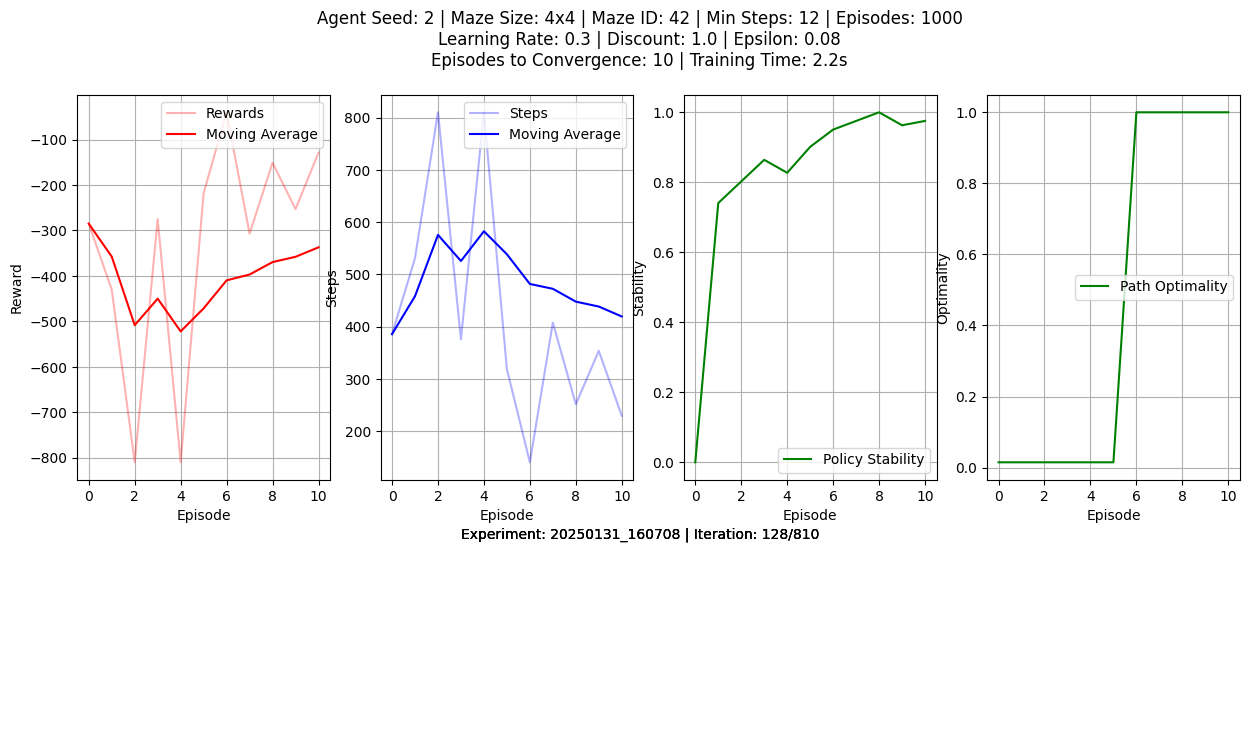 Agent Seed: 2 | Maze Size: 4x4 | Maze ID: 42 | Min Steps: 12 | Episodes: 1000
Learning Rate: 0.3 | Discount: 1.0 | Epsilon: 0.08
Episodes to Convergence: 10 | Training Time: 2.2s
Rewards
Moving Average
−100
−200
−300
−400
−500
−600
−700
−800
Reward
0 2 4 6 8 10
Episode
Steps
Moving Average
800
700
600
500
400
300
200
Steps
0 2 4 6 8 10
Episode
1.0
0.8
0.6
0.4
0.2
0.0
Stability
Policy Stability
0 2 4 6 8 10
Episode
1.0
0.8
0.6
0.4
0.2
0.0
Optimality
Path Optimality
0 2 4 6 8 10
Episode
Experiment: 20250131_160708 | Iteration: 128/810